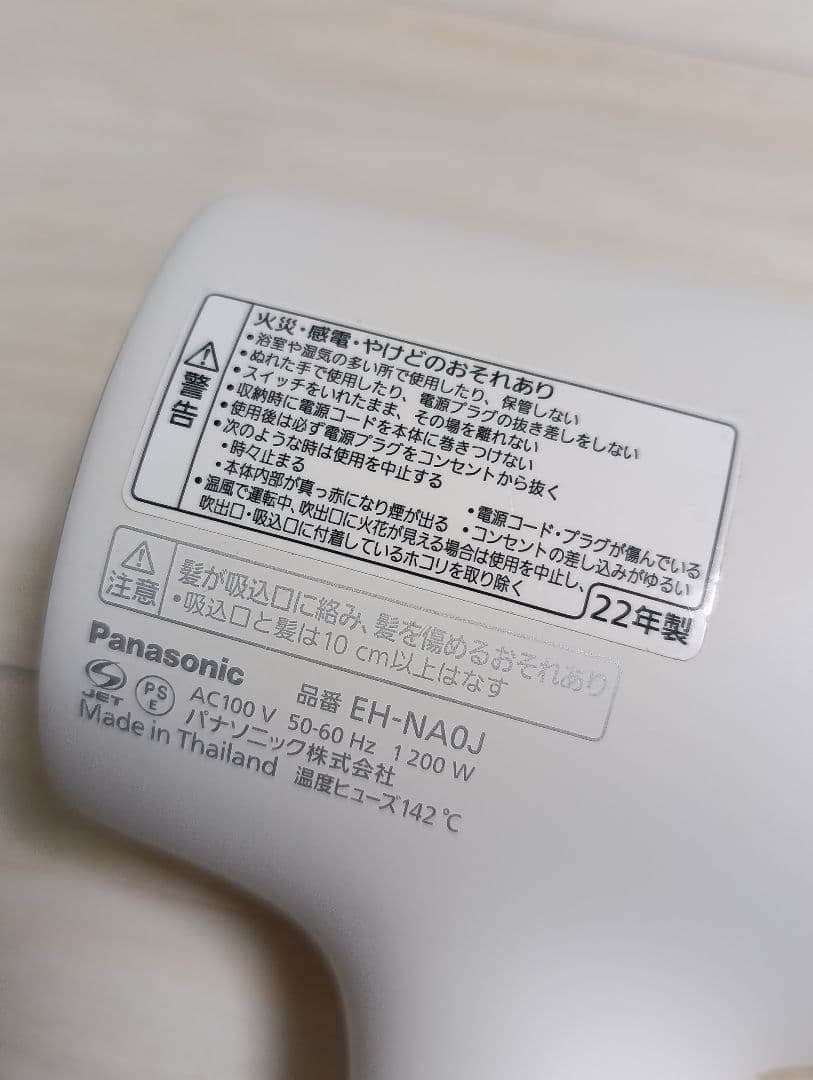 ⚠警告
火災・感電・やけどのおそれあり
•浴室や湿気の多い所で使用したり、保管しない
•ぬれた手で使用したり、電源プラグの抜き差しをしない
•スイッチをいれたまま、その場を離れない
•収納時に電源コードを本体に巻きつけない
•使用後は必ず電源プラグをコンセントから抜く
•次のような時は使用を中止する
•時々止まる •電源コード・プラグが傷んでいる
•本体内部が真っ赤になり煙が出る •コンセントの差し込みがゆるい
•温風で運転中、吹出口に火花が見える場合は使用を中止し、
吹出口・吸込口に付着しているホコリを取り除く
22年製
⚠注意
髪が吸込口に絡み、髪を傷めるおそれあり
•吸込口と髪は10 cm以上はなす
Panasonic 品番 EH-NA0J
JET PSE AC100 V 50-60 Hz 1 200 W
パナソニック株式会社
Made in Thailand 温度ヒューズ142 ℃